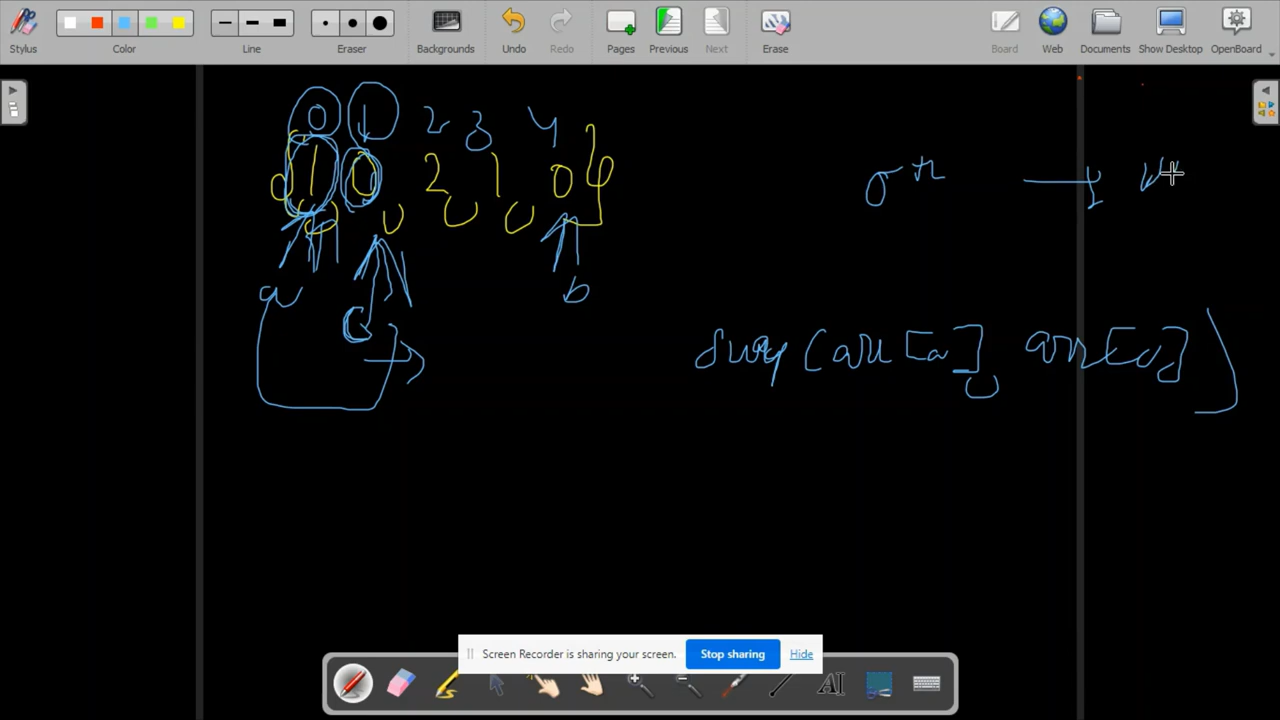 Stylus Color Line Eraser Backgrounds Undo Redo Pages Previous Next Erase Board Web Documents Show Desktop OpenBoard
0 1 2 3 4
{1, 0, 2, 1, 0}
0th
a c b
swap(arr[a], arr[c])
Screen Recorder is sharing your screen. Stop sharing Hide
AI